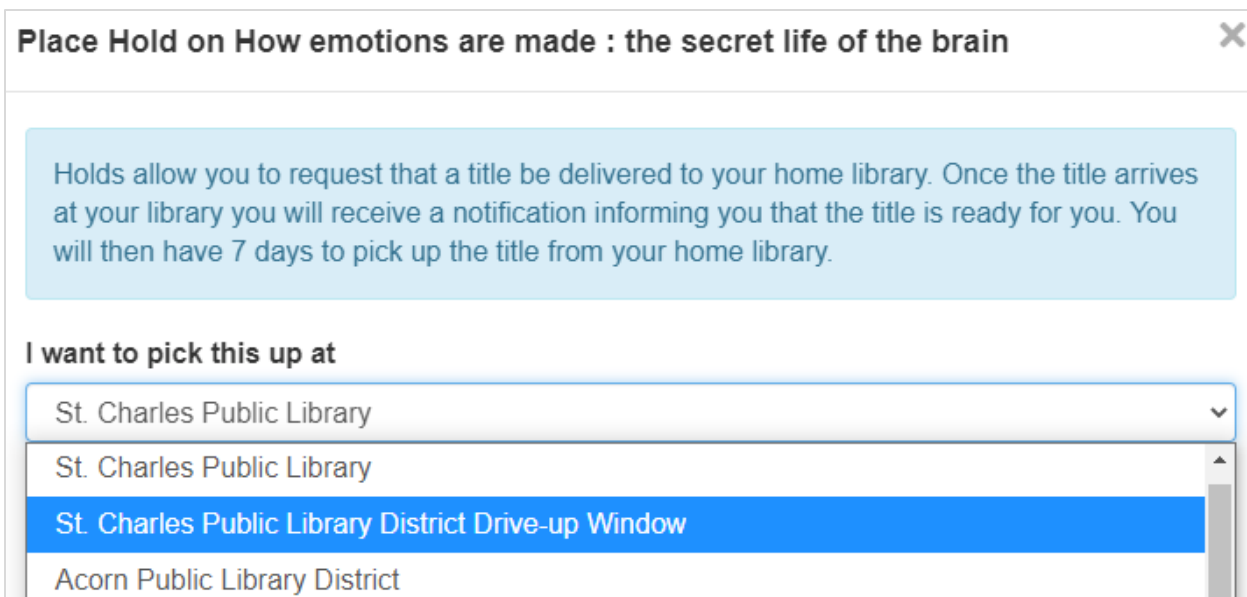 Place Hold on How emotions are made : the secret life of the brain
Holds allow you to request that a title be delivered to your home library. Once the title arrives
at your library you will receive a notification informing you that the title is ready for you. You
will then have 7 days to pick up the title from your home library.
I want to pick this up at
St. Charles Public Library
St. Charles Public Library
St. Charles Public Library District Drive-up Window
Acorn Public Library District